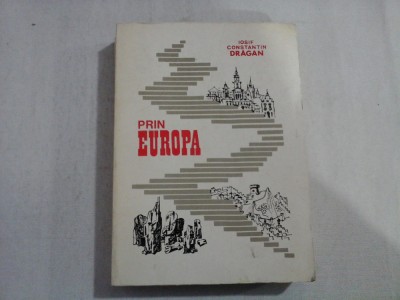 IOSIF
CONSTANTIN
DRĂGAN
PRIN
EUROPA